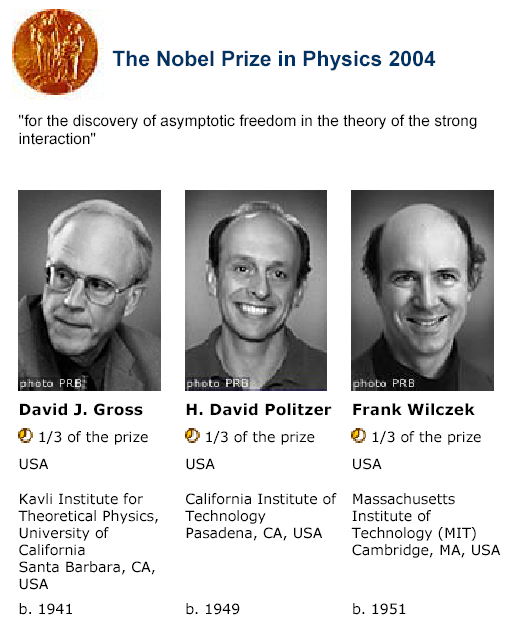 The Nobel Prize in Physics 2004
"for the discovery of asymptotic freedom in the theory of the strong
interaction"
photo PRB
photo PRB
photo PRB
David J. Gross
H. David Politzer
Frank Wilczek
1/3 of the prize
1/3 of the prize
1/3 of the prize
USA
USA
USA
Kavli Institute for
Theoretical Physics,
University of
California
Santa Barbara, CA,
USA
California Institute of
Technology
Pasadena, CA, USA
Massachusetts
Institute of
Technology (MIT)
Cambridge, MA, USA
b. 1941
b. 1949
b. 1951